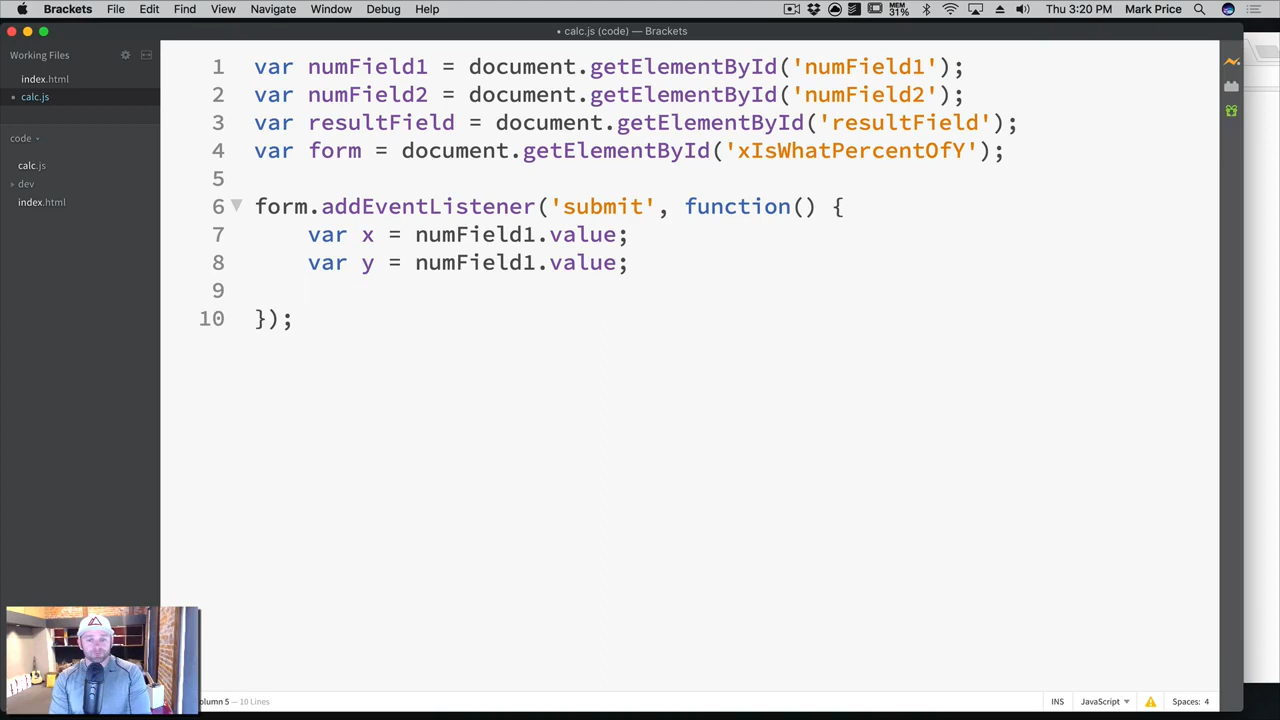 Brackets File Edit Find View Navigate Window Debug Help MEM 31% Thu 3:20 PM Mark Price
• calc.js (code) — Brackets
Working Files
index.html
• calc.js
code
calc.js
dev
index.html
1 var numField1 = document.getElementById('numField1');
2 var numField2 = document.getElementById('numField2');
3 var resultField = document.getElementById('resultField');
4 var form = document.getElementById('xIsWhatPercentOfY');
5
6 form.addEventListener('submit', function() {
7 var x = numField1.value;
8 var y = numField1.value;
9
10 });
olumn 5 — 10 Lines INS JavaScript Spaces: 4